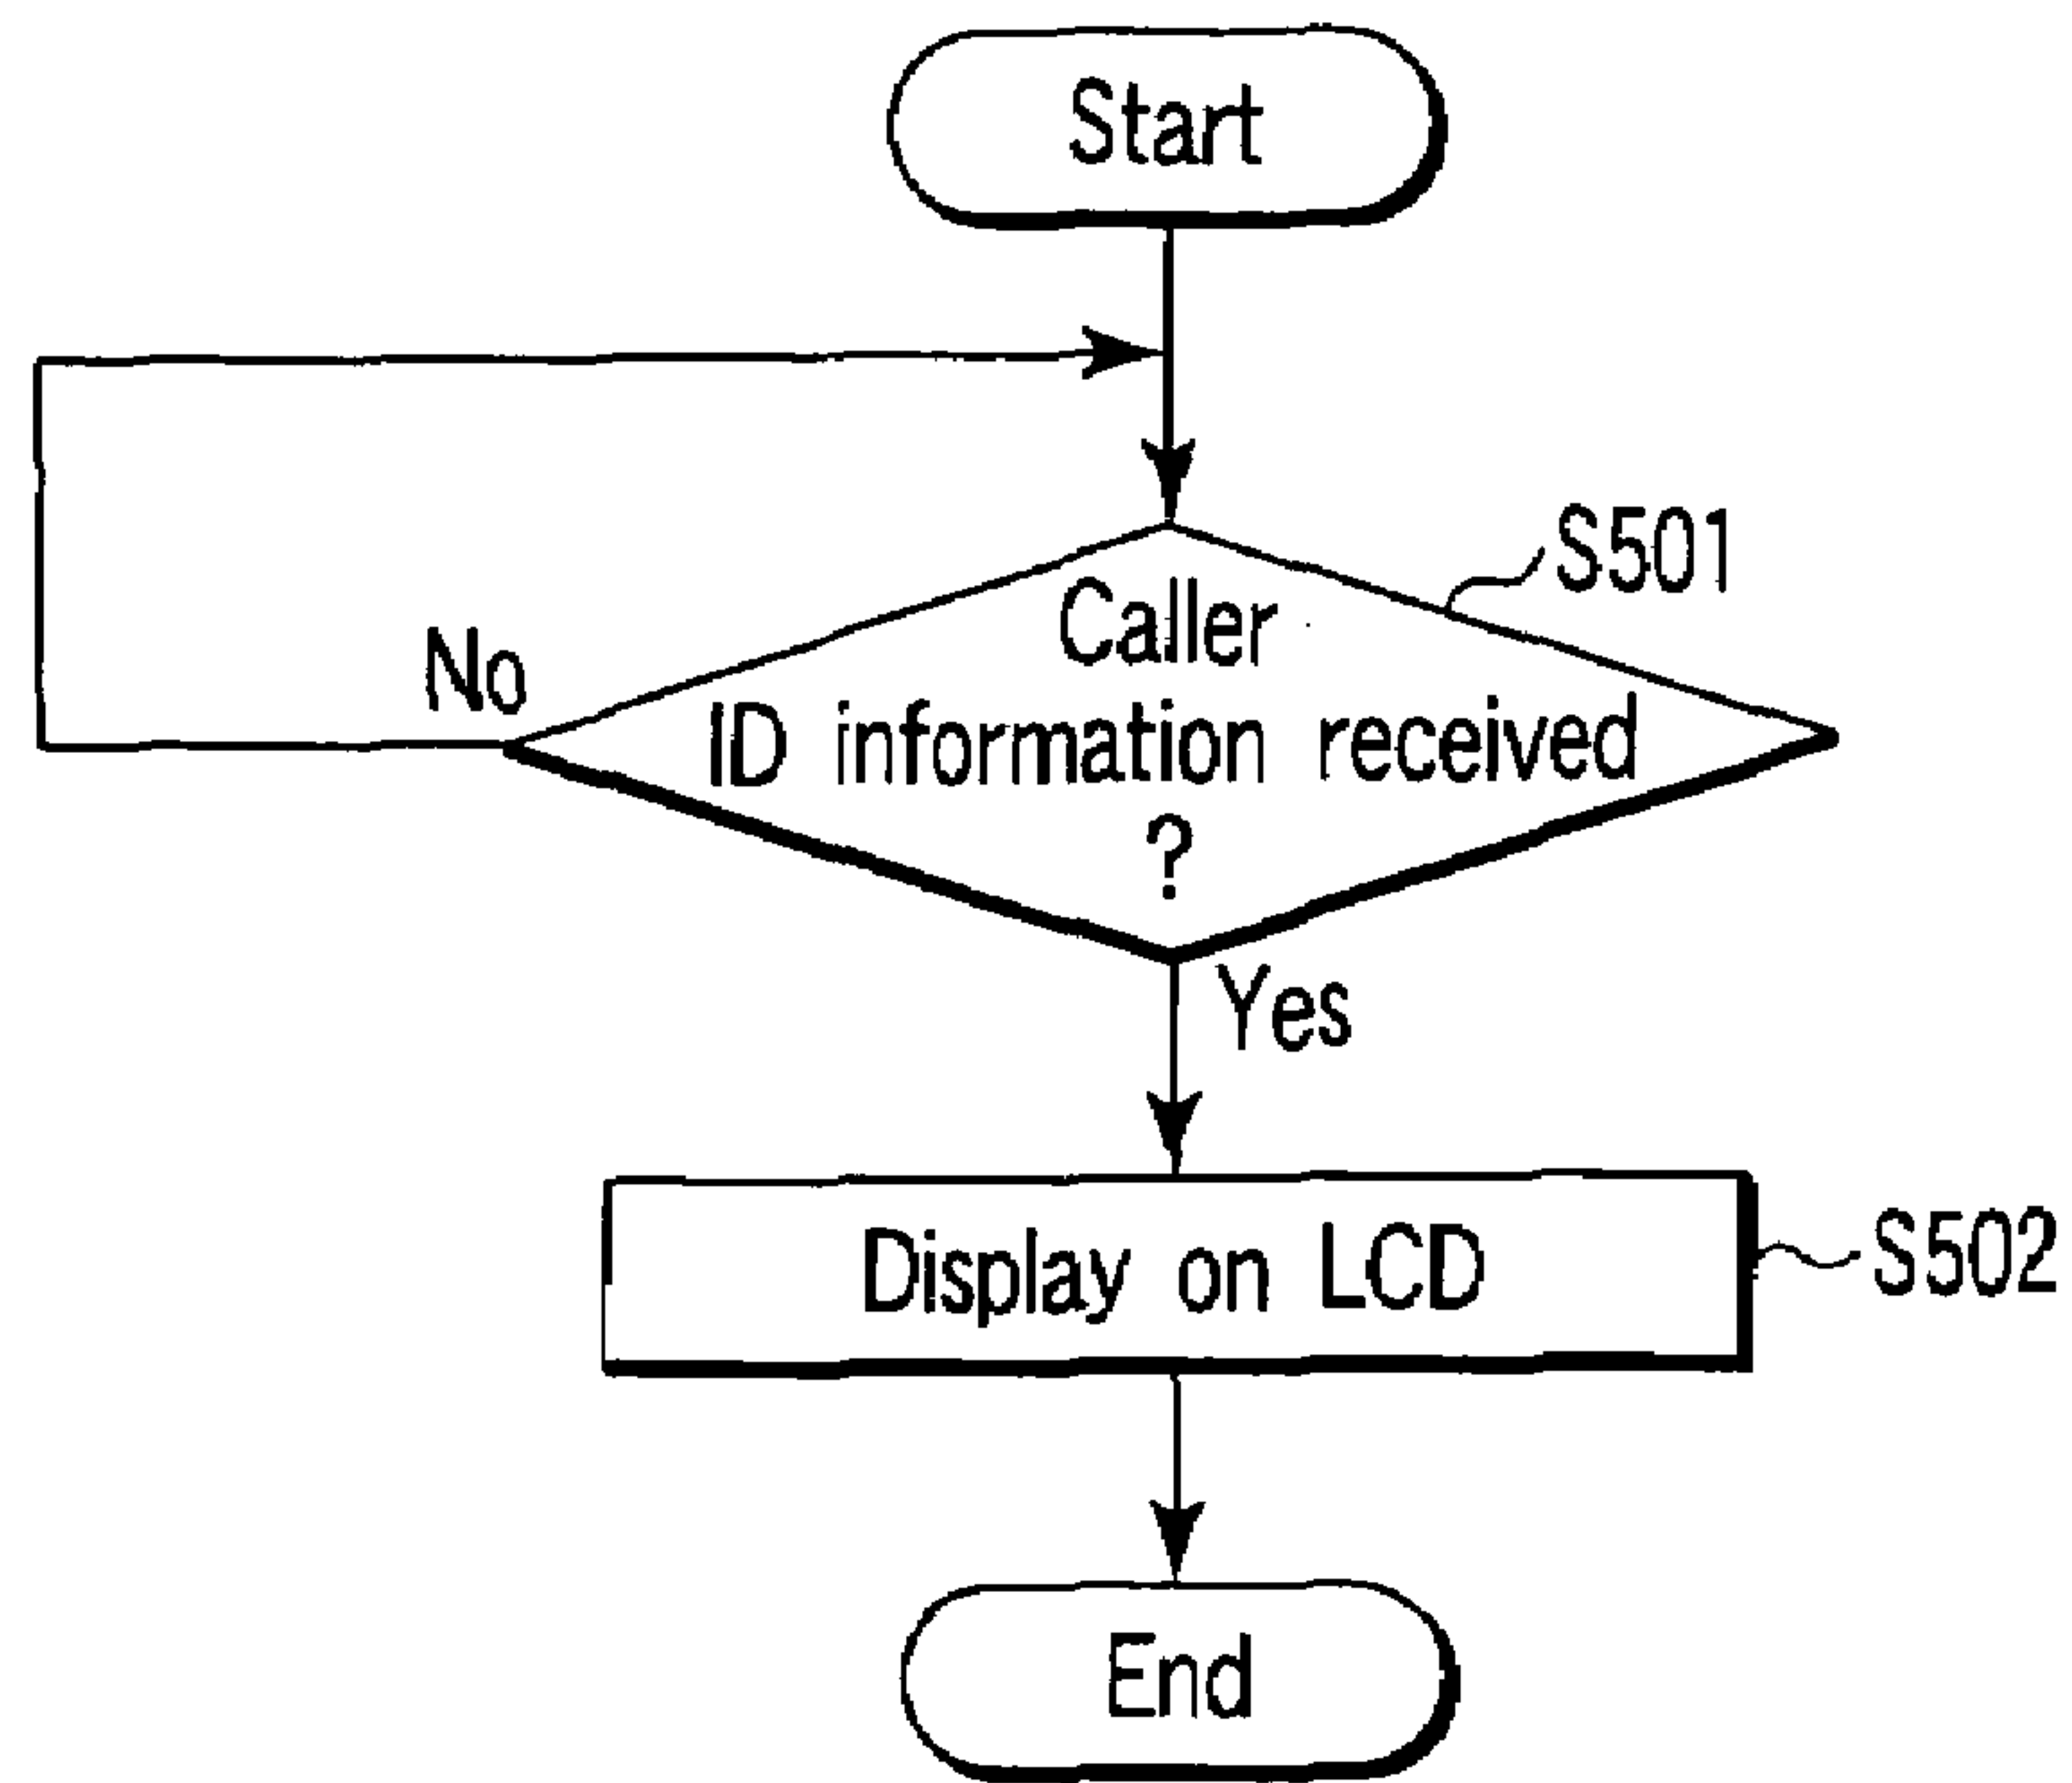 Start
S501
Caller
ID information received
?
No
Yes
Display on LCD
S502
End